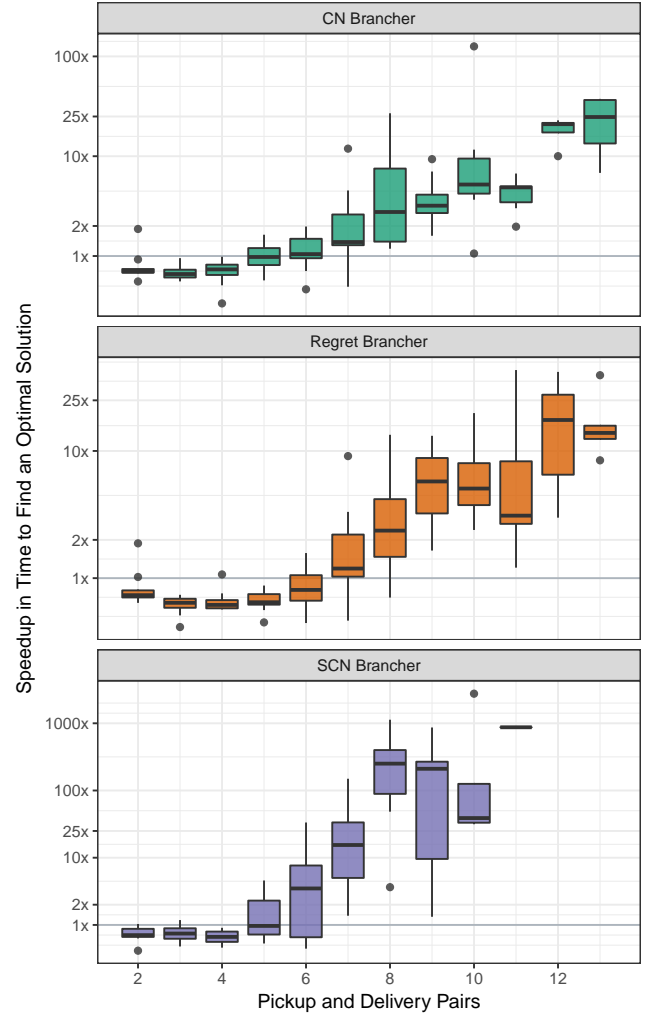 CN Brancher
100x
25x
10x
2x
1x
Regret Brancher
25x
10x
2x
1x
Speedup in Time to Find an Optimal Solution
SCN Brancher
1000x
100x
25x
10x
2x
1x
2 4 6 8 10 12
Pickup and Delivery Pairs